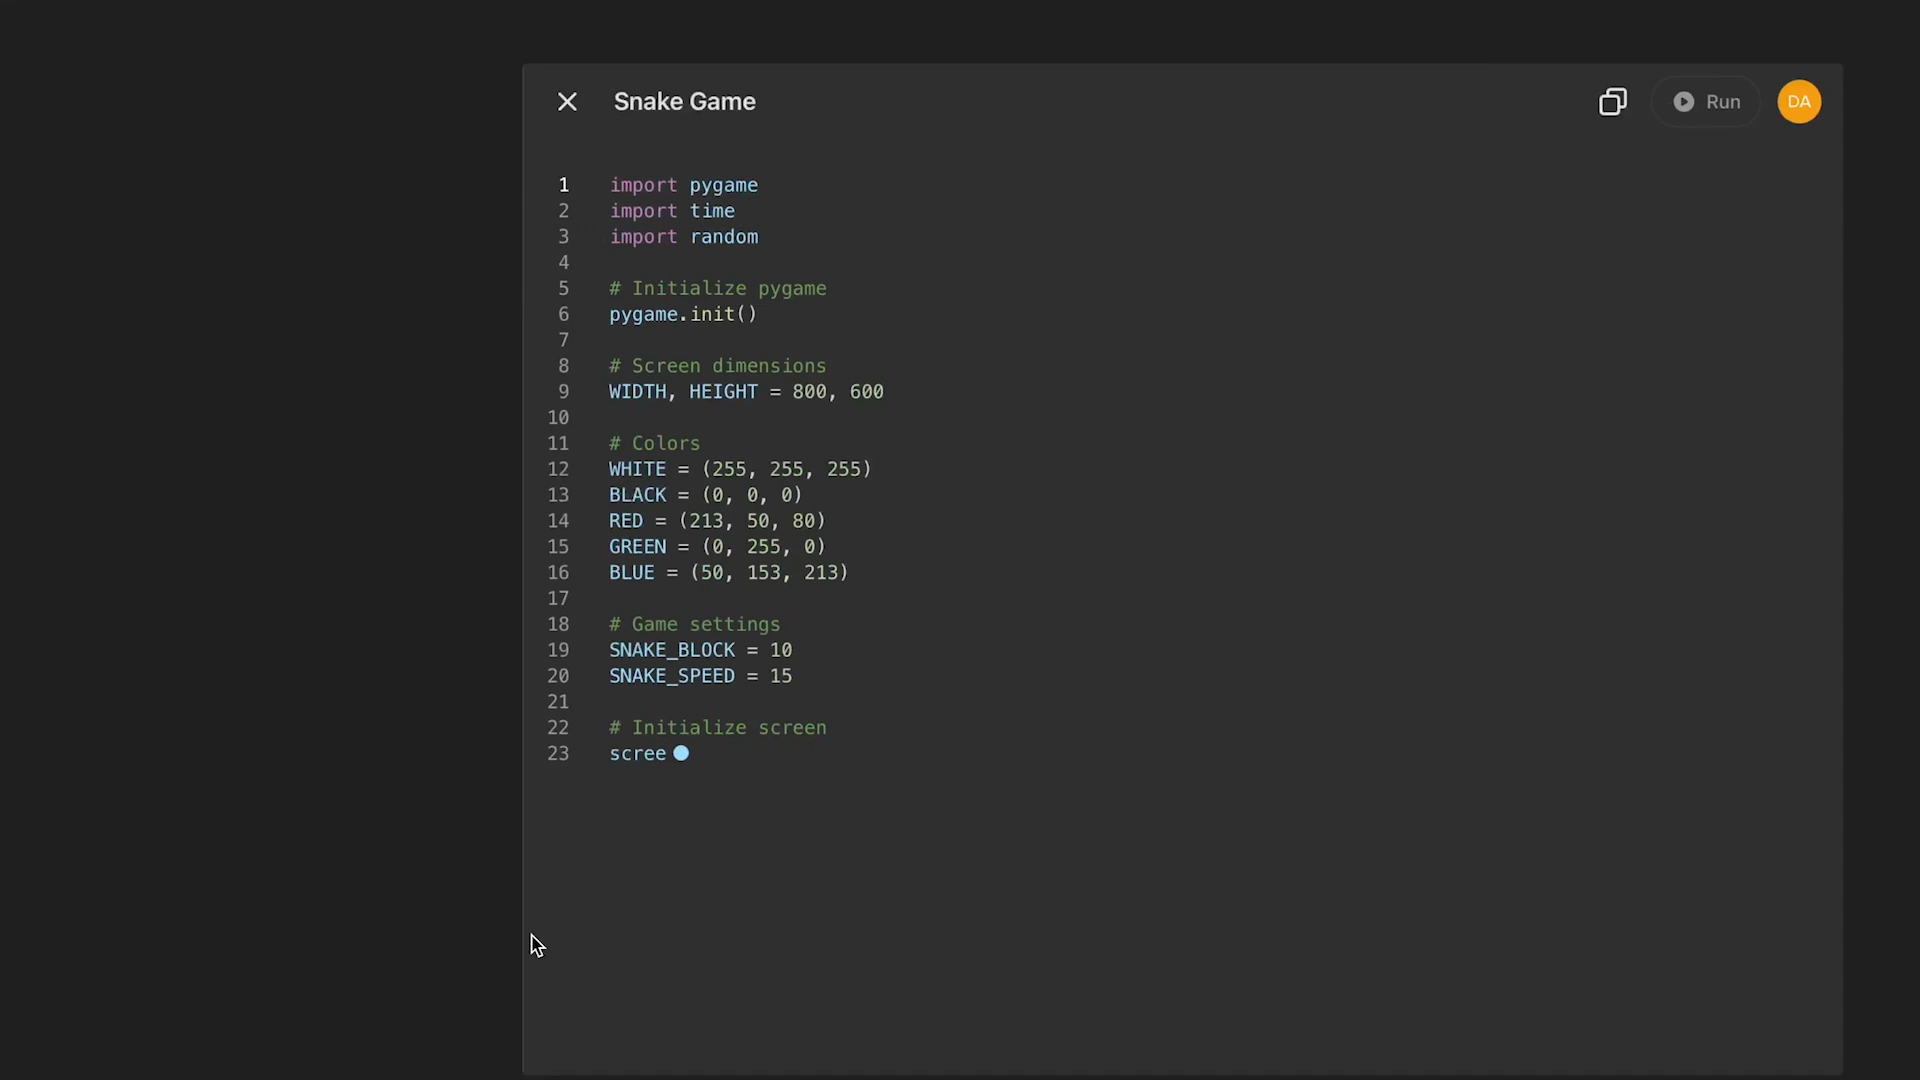 Snake Game
Run
DA
1 import pygame
2 import time
3 import random
4
5 # Initialize pygame
6 pygame.init()
7
8 # Screen dimensions
9 WIDTH, HEIGHT = 800, 600
10
11 # Colors
12 WHITE = (255, 255, 255)
13 BLACK = (0, 0, 0)
14 RED = (213, 50, 80)
15 GREEN = (0, 255, 0)
16 BLUE = (50, 153, 213)
17
18 # Game settings
19 SNAKE_BLOCK = 10
20 SNAKE_SPEED = 15
21
22 # Initialize screen
23 scree